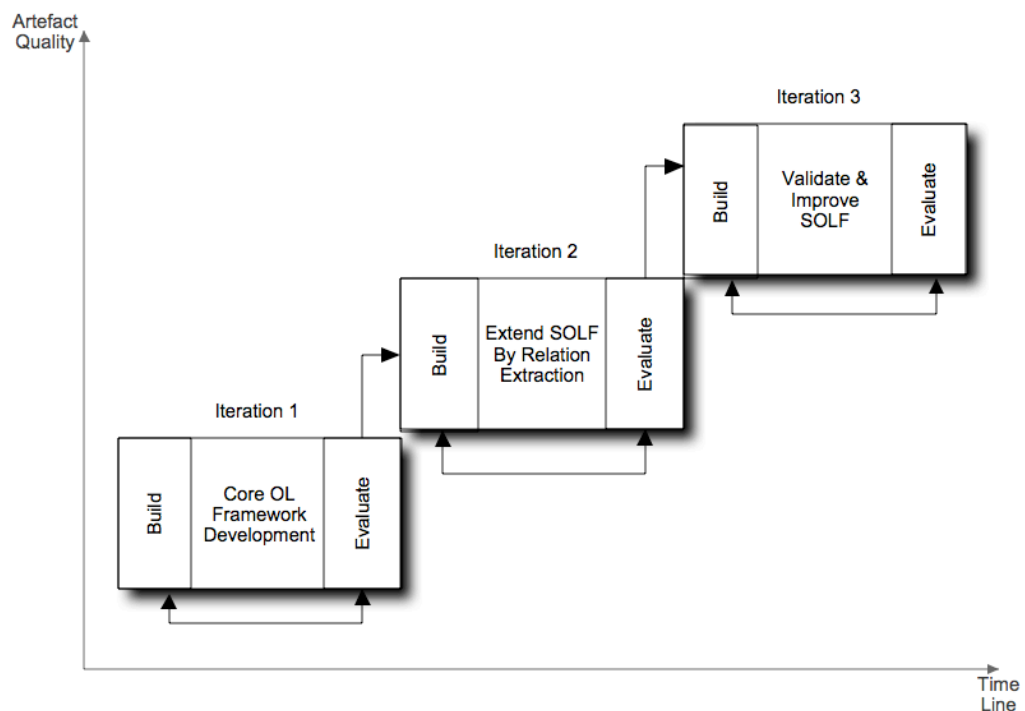 Artefact
Quality
Iteration 3
Build
Validate &
Improve
SOLF
Evaluate
Iteration 2
Build
Extend SOLF
By Relation
Extraction
Evaluate
Iteration 1
Build
Core OL
Framework
Development
Evaluate
Time
Line